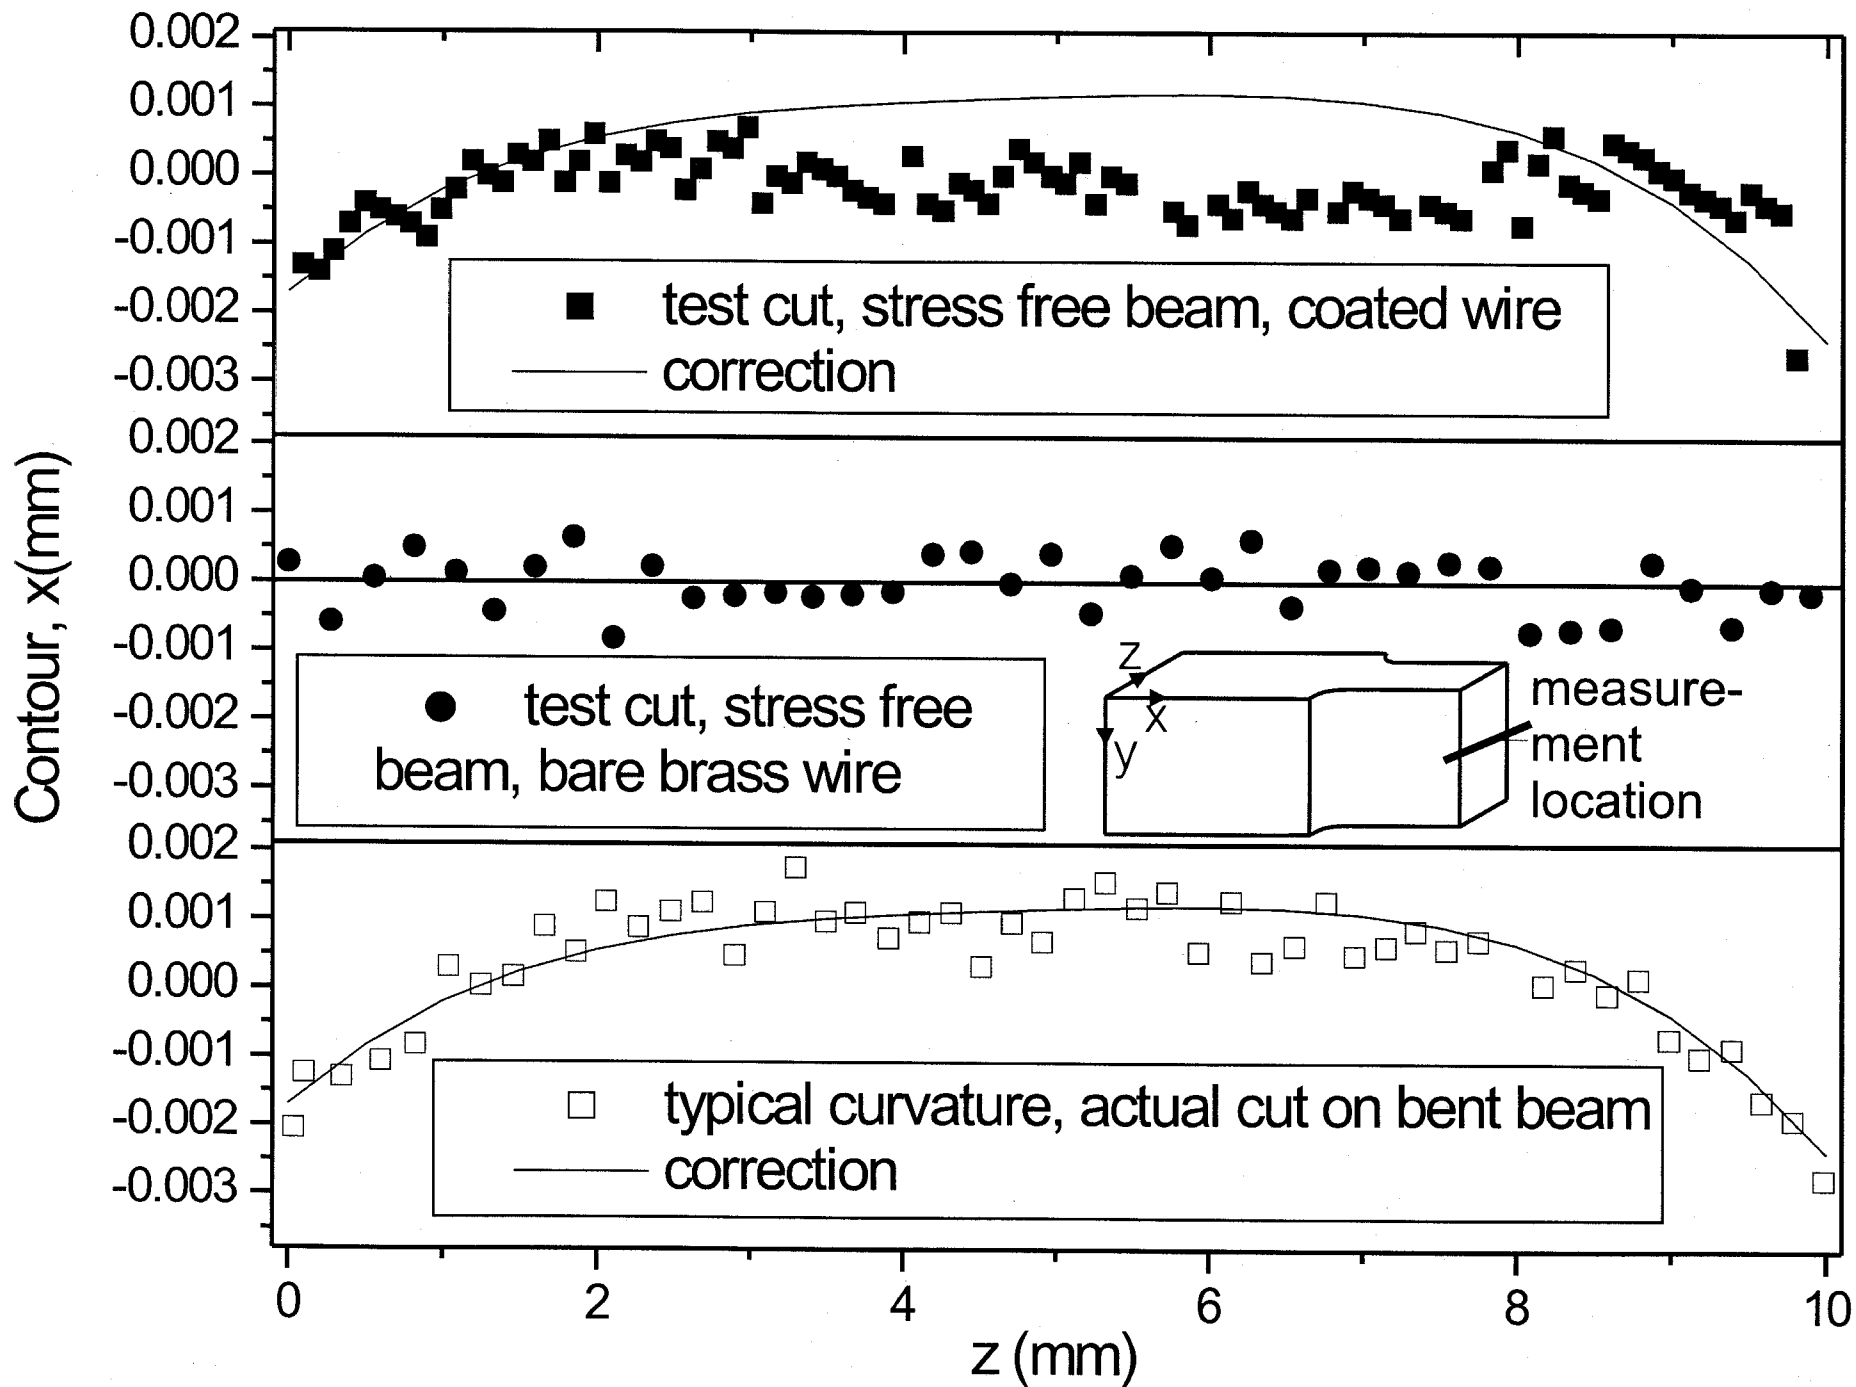 Contour, x(mm)
0.002
0.001
0.000
-0.001
-0.002
-0.003
test cut, stress free beam, coated wire
correction
0.002
0.001
0.000
-0.001
-0.002
-0.003
test cut, stress free
beam, bare brass wire
z
x
y
measure-
ment
location
0.002
0.001
0.000
-0.001
-0.002
-0.003
typical curvature, actual cut on bent beam
correction
0 2 4 6 8 10
z (mm)